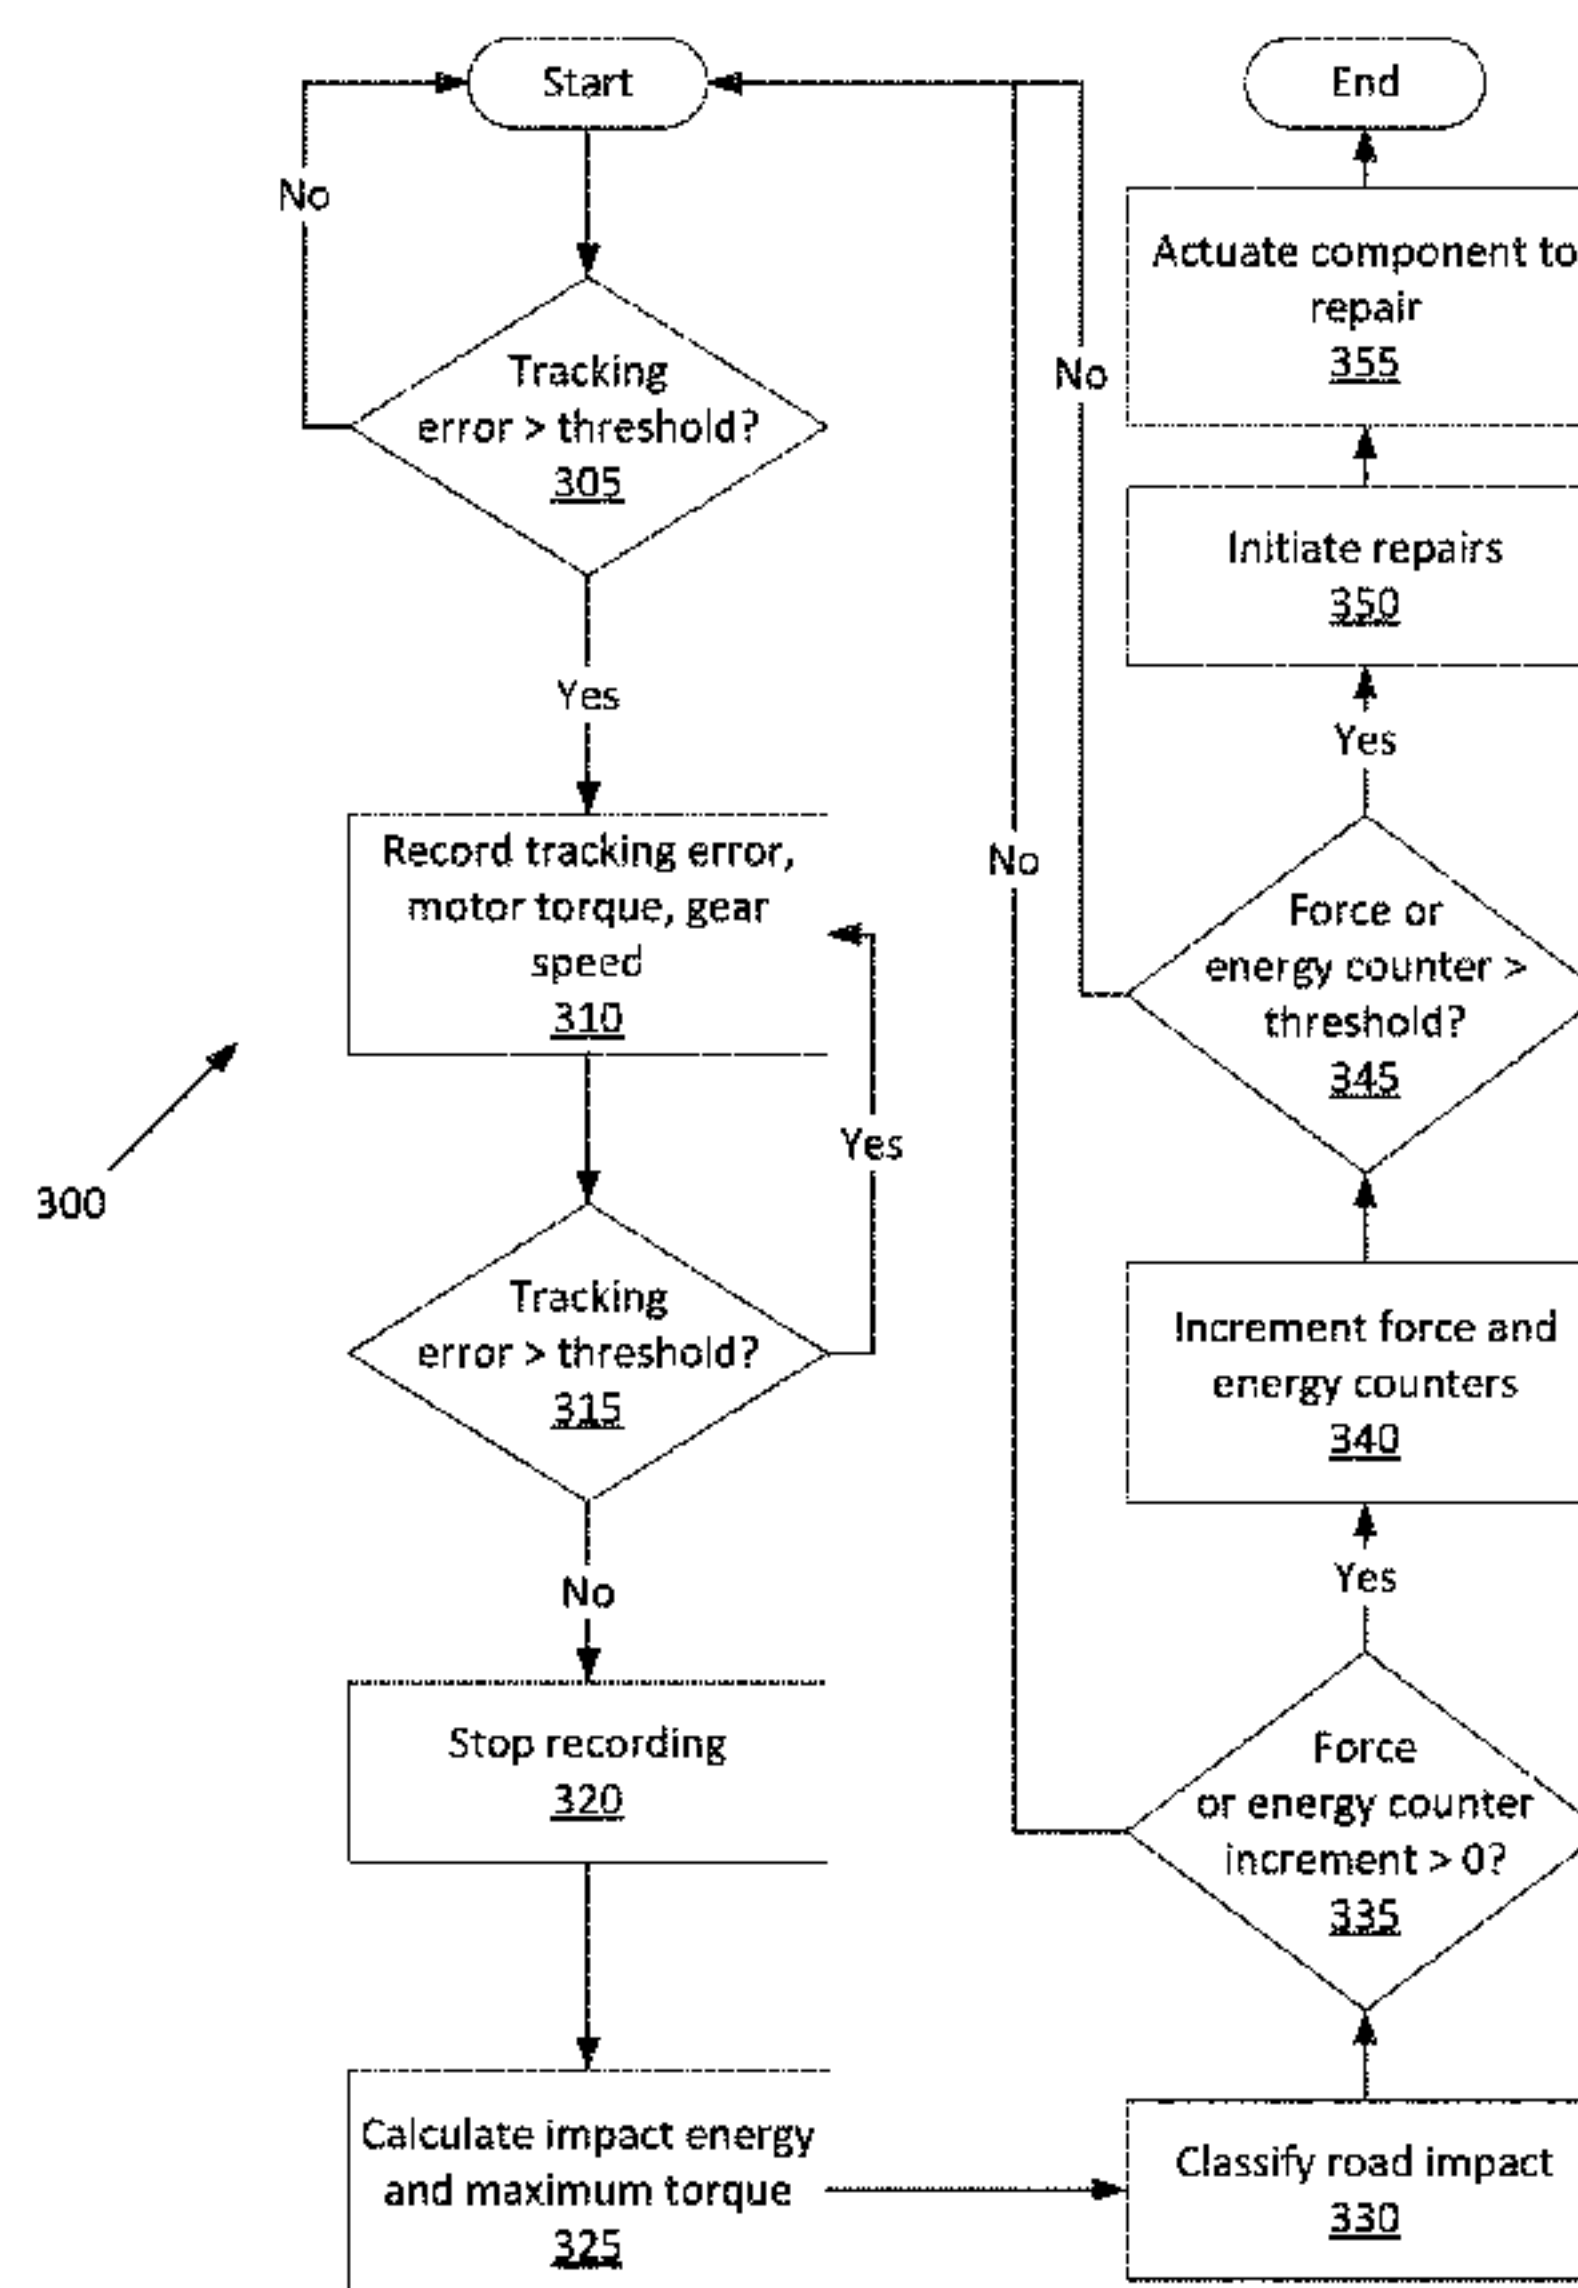 Start
No
Tracking
error > threshold?
305
Yes
Record tracking error,
motor torque, gear
speed
310
Yes
300
Tracking
error > threshold?
315
No
Stop recording
320
Calculate impact energy
and maximum torque
325
End
Actuate component to
repair
355
No
Initiate repairs
350
Yes
No
Force or
energy counter >
threshold?
345
Increment force and
energy counters
340
Yes
Force
or energy counter
increment > 0?
335
Classify road impact
330